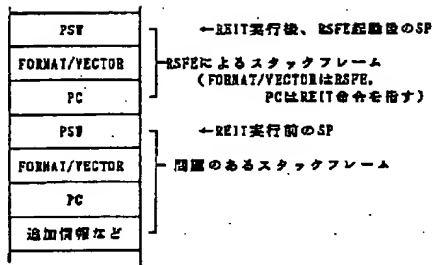 PSW ←REIT実行後、RSFE起動後のSP
FORMAT/VECTOR RSFEによるスタックフレーム
(FORMAT/VECTORはRSFE,
PC PCはREIT命令を指す)
PSW ←REIT実行前のSP
FORMAT/VECTOR 問題のあるスタックフレーム
PC
追加情報など